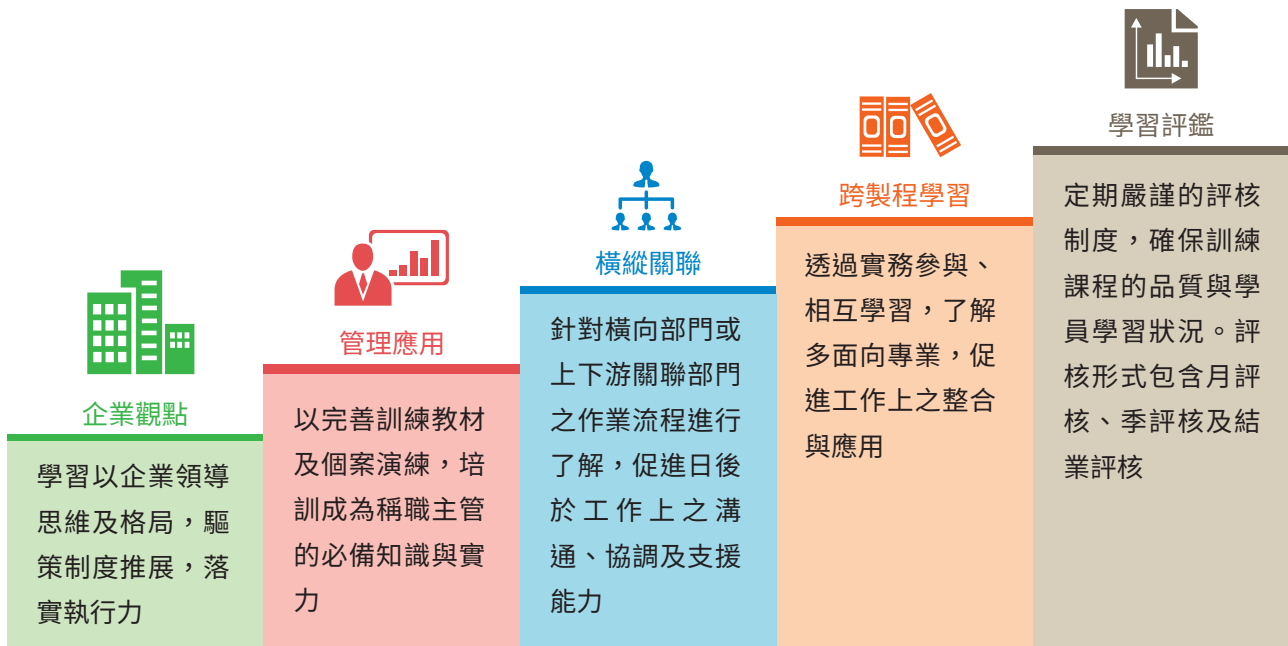 企業觀點
學習以企業領導
思維及格局，驅
策制度推展，落
實執行力
管理應用
以完善訓練教材
及個案演練，培
訓成為稱職主管
的必備知識與實
力
橫縱關聯
針對橫向部門或
上下游關聯部門
之作業流程進行
了解，促進日後
於工作上之溝
通、協調及支援
能力
跨製程學習
透過實務參與、
相互學習，了解
多面向專業，促
進工作上之整合
與應用
學習評鑑
定期嚴謹的評核
制度，確保訓練
課程的品質與學
員學習狀況。評
核形式包含月評
核、季評核及結
業評核